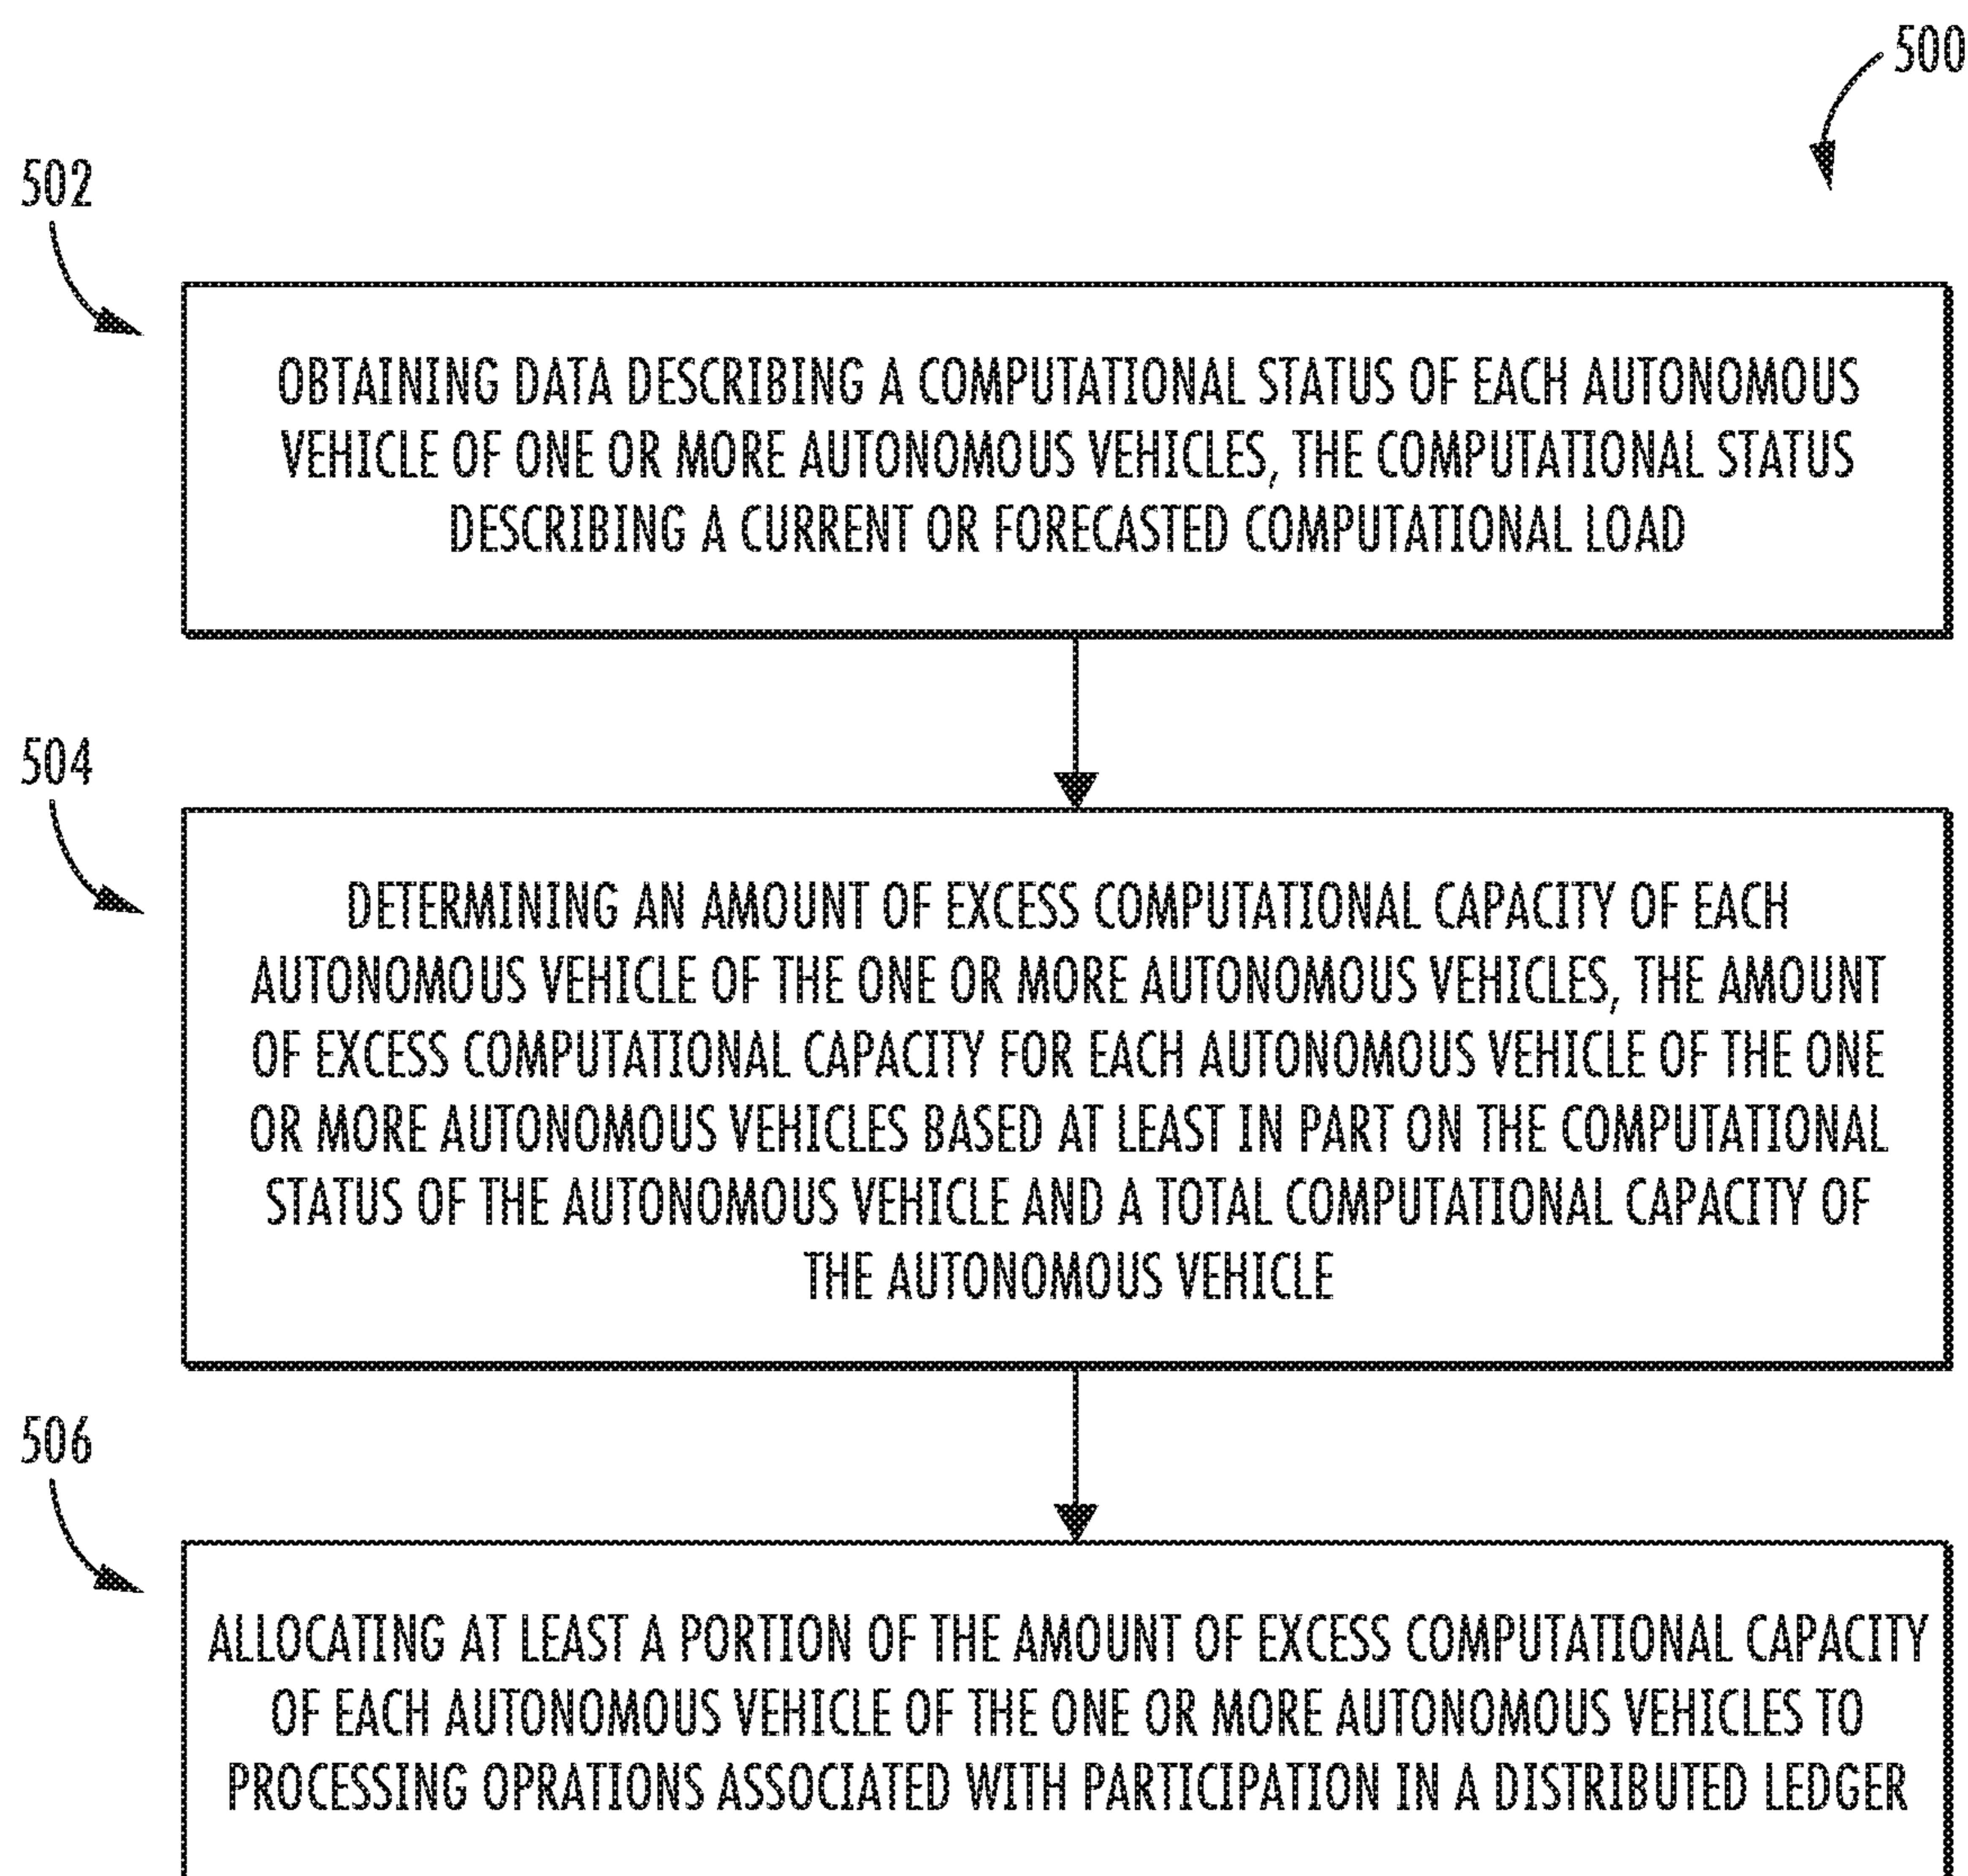 500
502
OBTAINING DATA DESCRIBING A COMPUTATIONAL STATUS OF EACH AUTONOMOUS
VEHICLE OF ONE OR MORE AUTONOMOUS VEHICLES, THE COMPUTATIONAL STATUS
DESCRIBING A CURRENT OR FORECASTED COMPUTATIONAL LOAD
504
DETERMINING AN AMOUNT OF EXCESS COMPUTATIONAL CAPACITY OF EACH
AUTONOMOUS VEHICLE OF THE ONE OR MORE AUTONOMOUS VEHICLES, THE AMOUNT
OF EXCESS COMPUTATIONAL CAPACITY FOR EACH AUTONOMOUS VEHICLE OF THE ONE
OR MORE AUTONOMOUS VEHICLES BASED AT LEAST IN PART ON THE COMPUTATIONAL
STATUS OF THE AUTONOMOUS VEHICLE AND A TOTAL COMPUTATIONAL CAPACITY OF
THE AUTONOMOUS VEHICLE
506
ALLOCATING AT LEAST A PORTION OF THE AMOUNT OF EXCESS COMPUTATIONAL CAPACITY
OF EACH AUTONOMOUS VEHICLE OF THE ONE OR MORE AUTONOMOUS VEHICLES TO
PROCESSING OPRATIONS ASSOCIATED WITH PARTICIPATION IN A DISTRIBUTED LEDGER